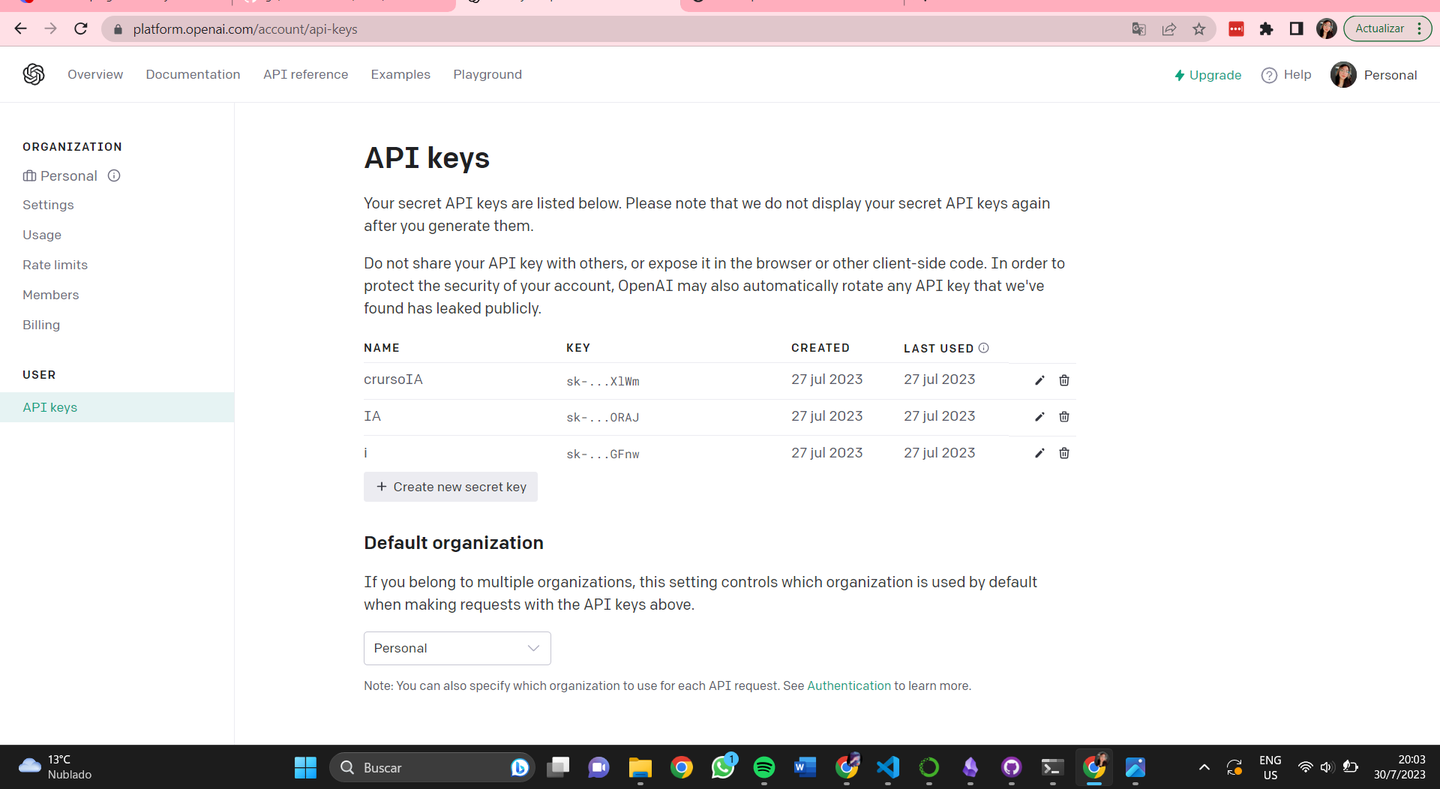 platform.openai.com/account/api-keys
Actualizar
Overview
Documentation
API reference
Examples
Playground
Upgrade
Help
Personal
ORGANIZATION
Personal
Settings
Usage
Rate limits
Members
Billing
USER
API keys
API keys
Your secret API keys are listed below. Please note that we do not display your secret API keys again
after you generate them.
Do not share your API key with others, or expose it in the browser or other client-side code. In order to
protect the security of your account, OpenAI may also automatically rotate any API key that we've
found has leaked publicly.
NAME KEY CREATED LAST USED
crursoIA sk-...XlWm 27 jul 2023 27 jul 2023
IA sk-...ORAJ 27 jul 2023 27 jul 2023
i sk-...GFnw 27 jul 2023 27 jul 2023
+ Create new secret key
Default organization
If you belong to multiple organizations, this setting controls which organization is used by default
when making requests with the API keys above.
Personal
Note: You can also specify which organization to use for each API request. See Authentication to learn more.
13°C
Nublado
Buscar
1
ENG
US
20:03
30/7/2023